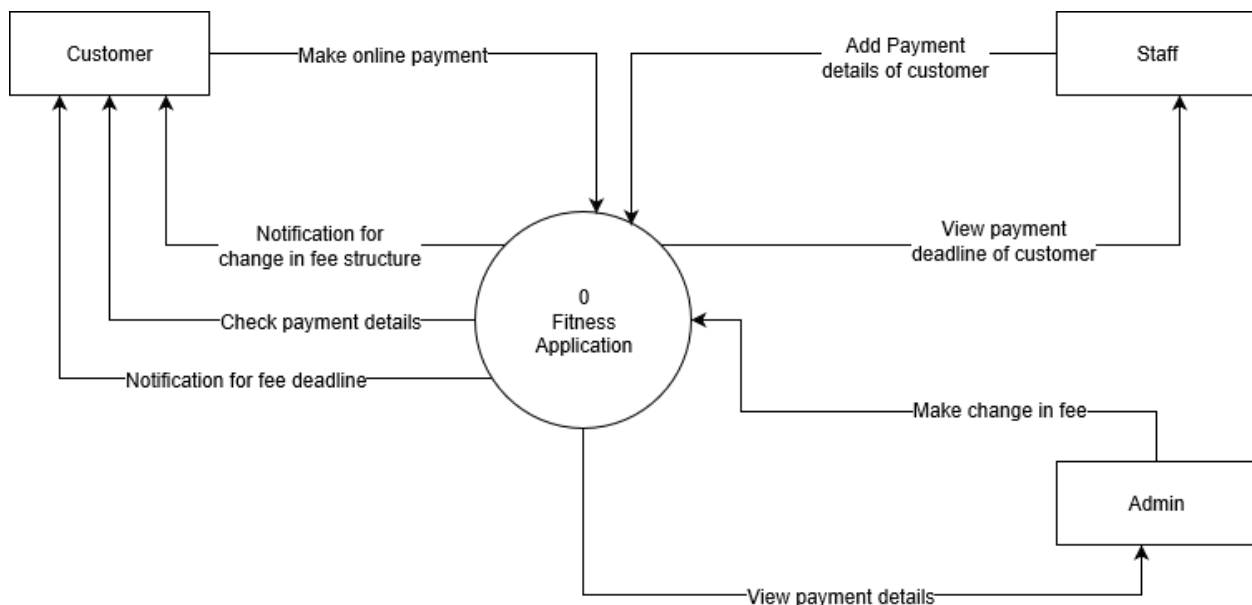 Customer
Make online payment
Add Payment
details of customer
Staff
Notification for
change in fee structure
View payment
deadline of customer
0
Fitness
Application
Check payment details
Notification for fee deadline
Make change in fee
Admin
View payment details